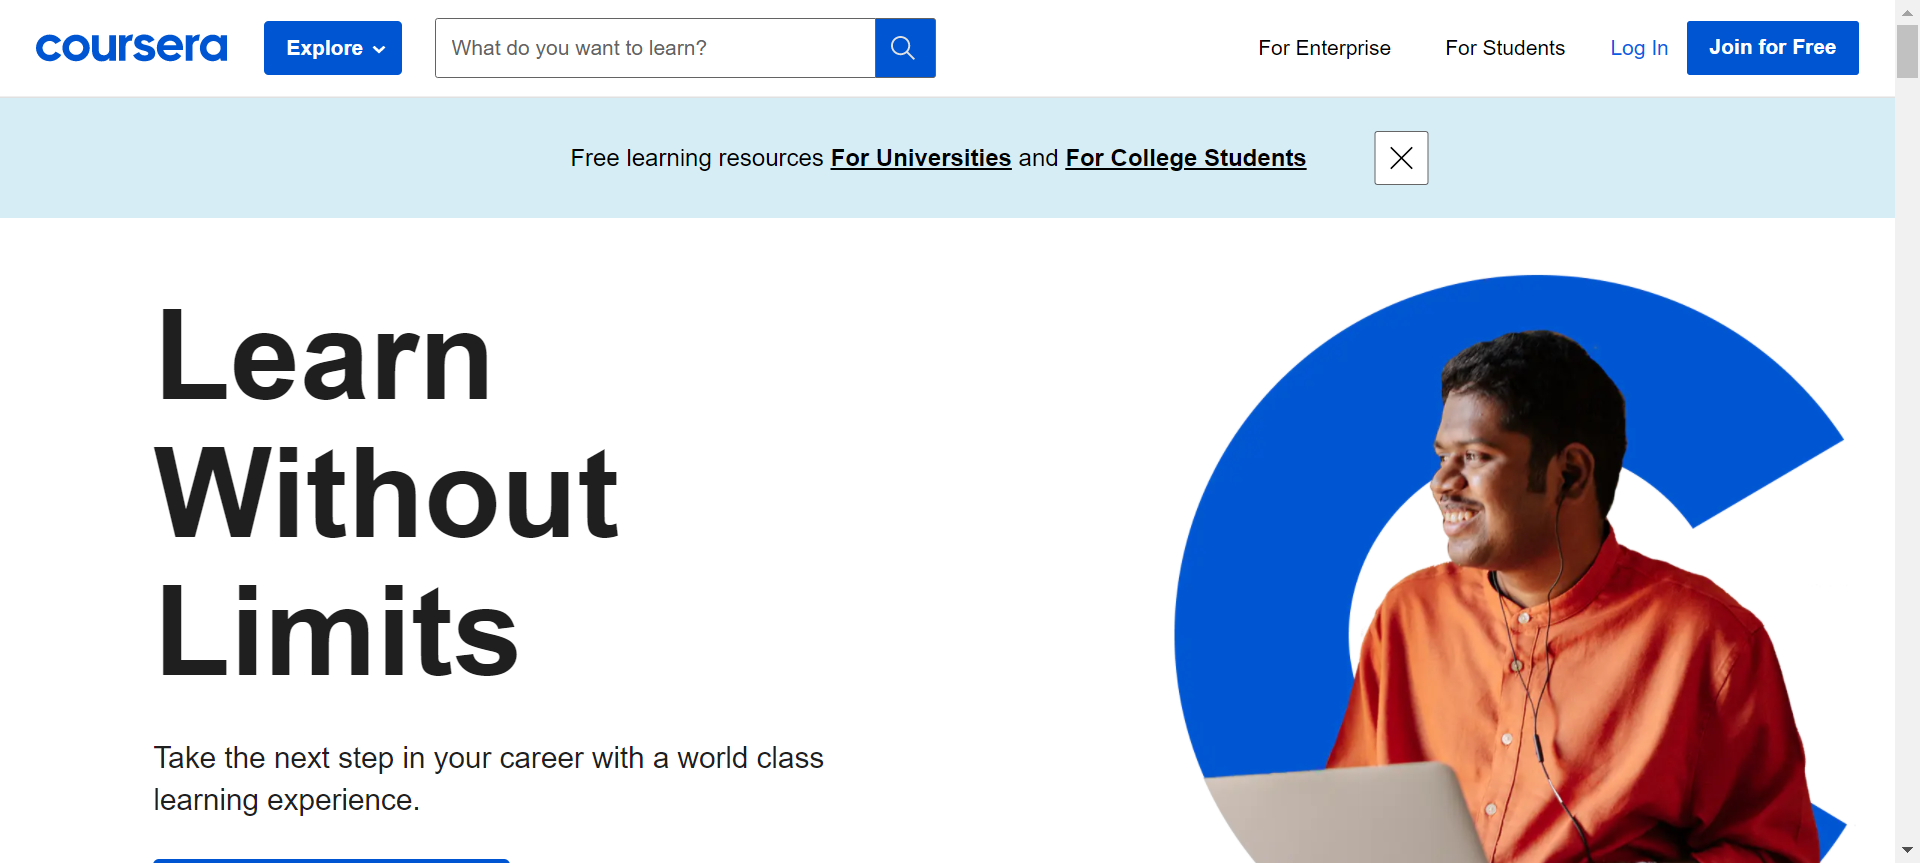 coursera
Explore
What do you want to learn?
For Enterprise
For Students
Log In
Join for Free
Free learning resources For Universities and For College Students
Learn
Without
Limits
Take the next step in your career with a world class
learning experience.